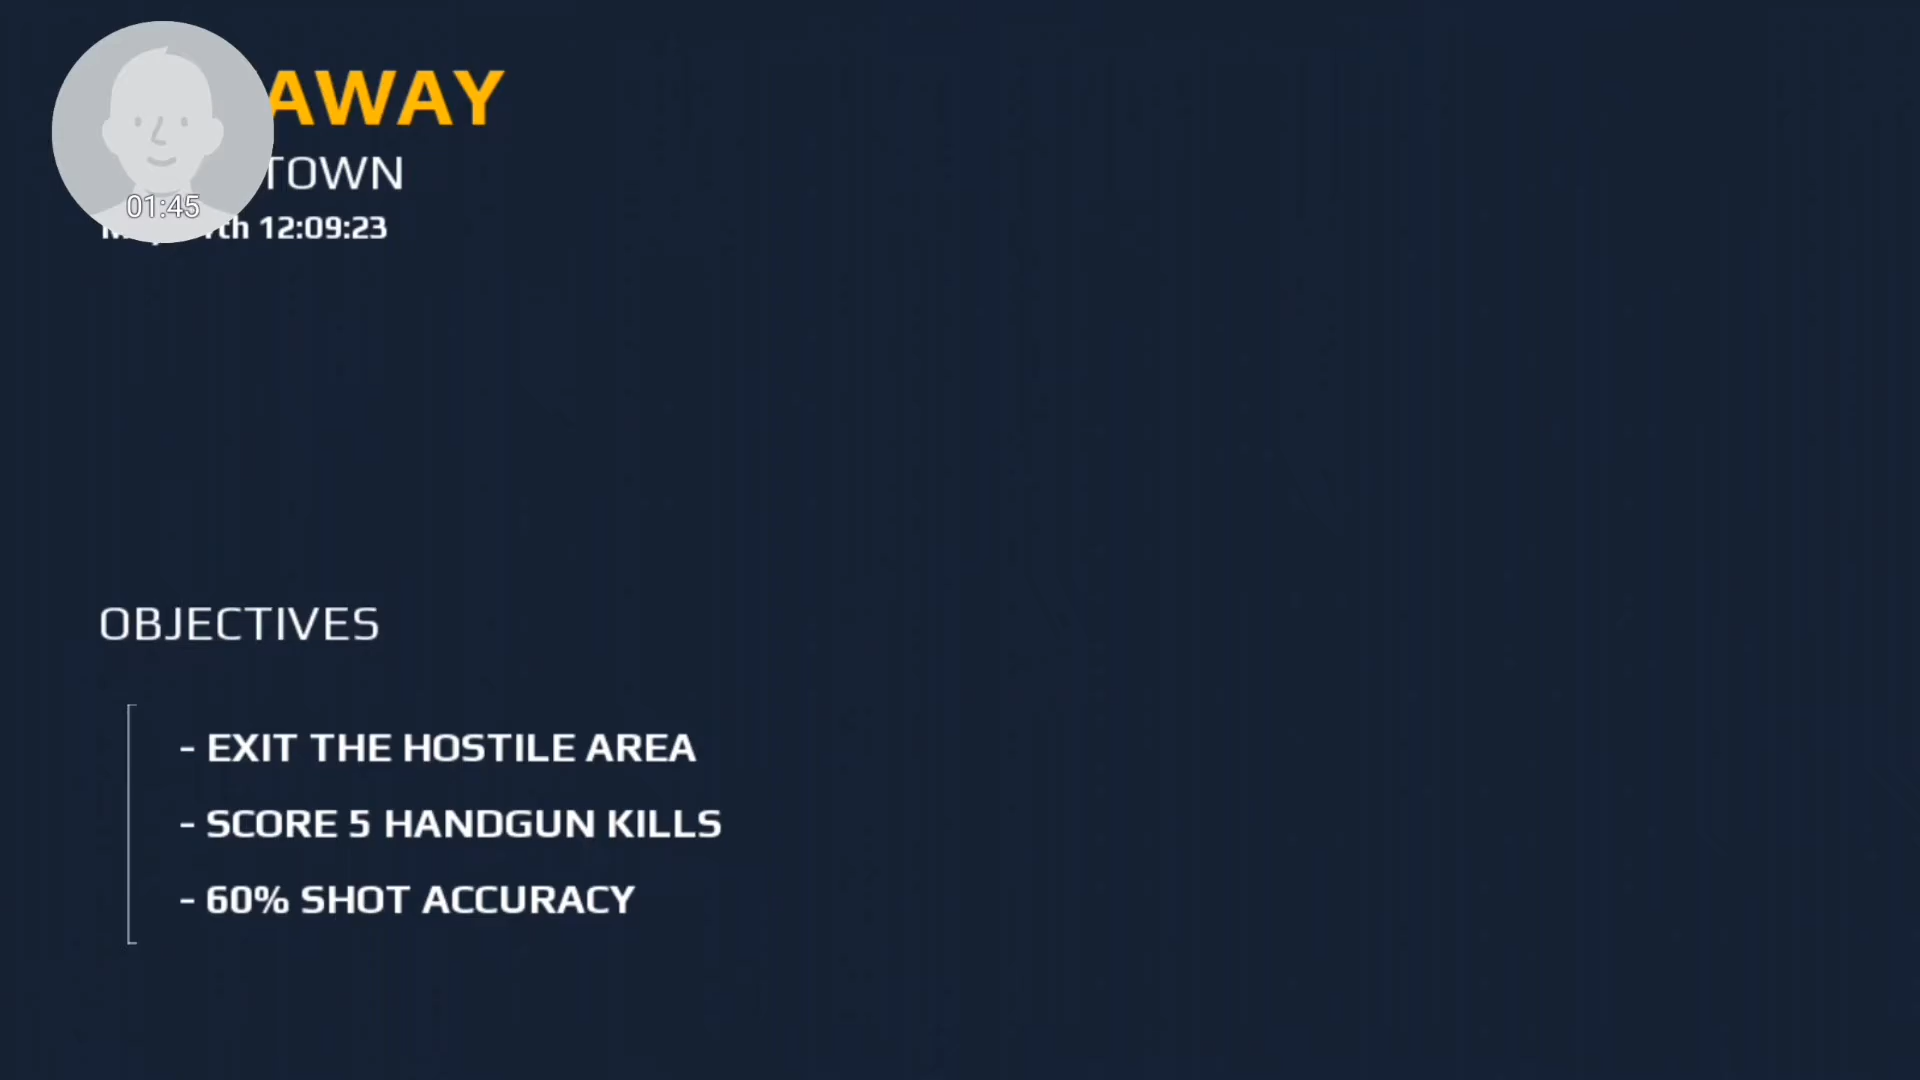 AWAY
TOWN
01:45
12:09:23
OBJECTIVES
- EXIT THE HOSTILE AREA
- SCORE 5 HANDGUN KILLS
- 60% SHOT ACCURACY